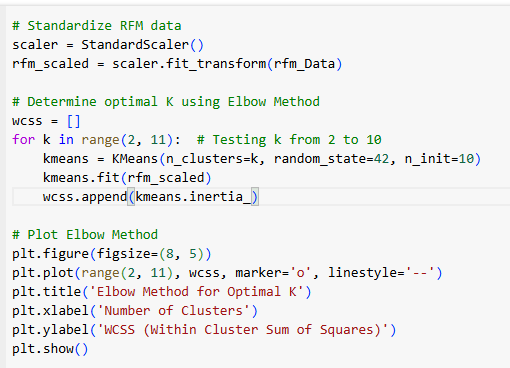 # Standardize RFM data
scaler = StandardScaler()
rfm_scaled = scaler.fit_transform(rfm_Data)
# Determine optimal K using Elbow Method
wcss = []
for k in range(2, 11):  # Testing k from 2 to 10
    kmeans = KMeans(n_clusters=k, random_state=42, n_init=10)
    kmeans.fit(rfm_scaled)
    wcss.append(kmeans.inertia_)
# Plot Elbow Method
plt.figure(figsize=(8, 5))
plt.plot(range(2, 11), wcss, marker='o', linestyle='--')
plt.title('Elbow Method for Optimal K')
plt.xlabel('Number of Clusters')
plt.ylabel('WCSS (Within Cluster Sum of Squares)')
plt.show()